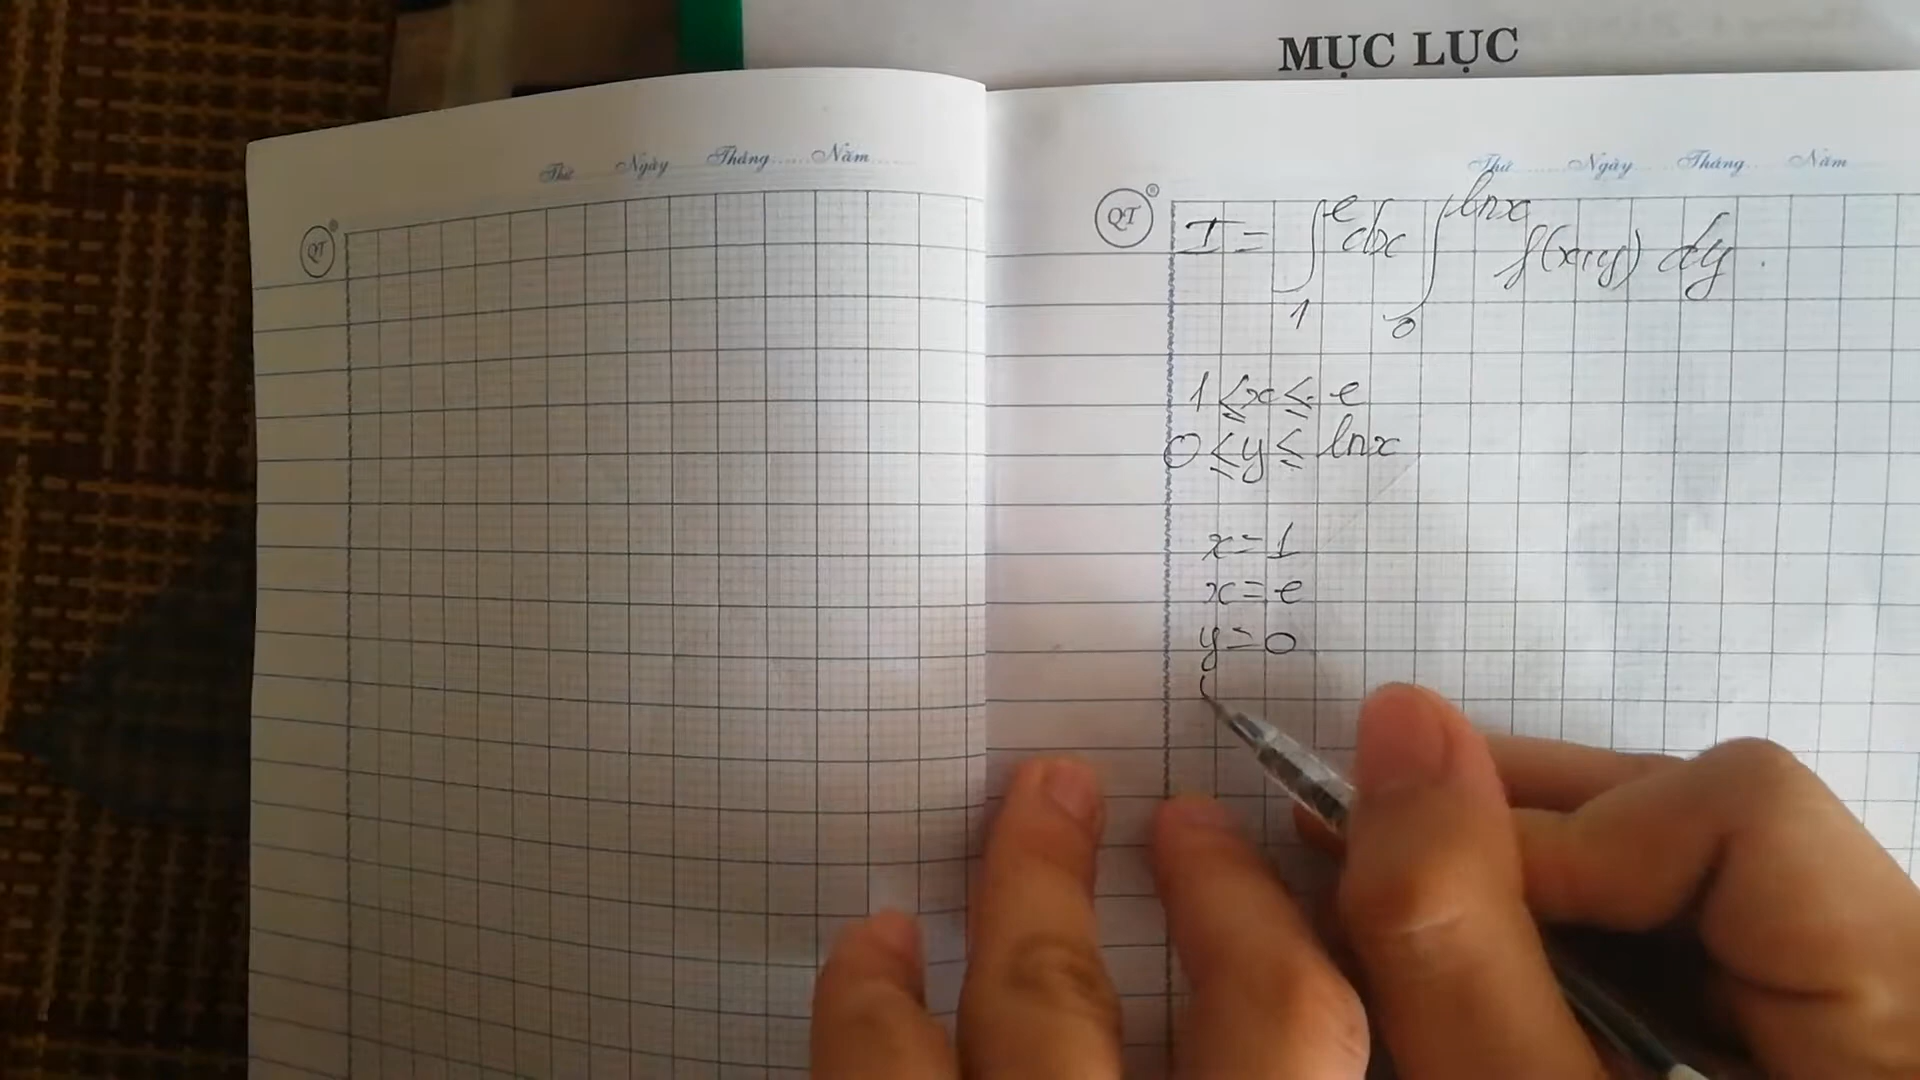 MỤC LỤC
Thứ Ngày Tháng Năm
QT
Thứ Ngày Tháng Năm
QT
I = ∫₁ᵉ dx ∫₀^{lnx} f(x,y) dy.
1 ≤ x ≤ e
0 ≤ y ≤ lnx
x = 1
x = e
y = 0